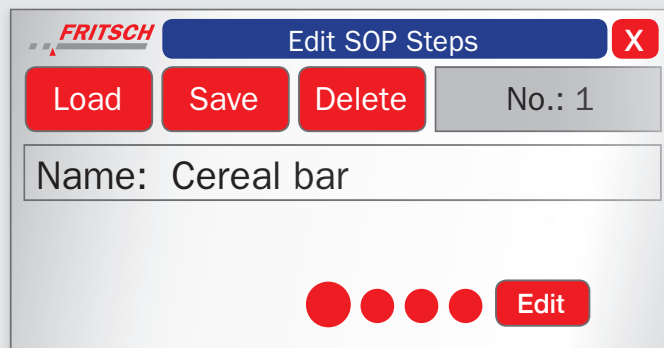 FRITSCH
Edit SOP Steps
X
Load
Save
Delete
No.: 1
Name: Cereal bar
Edit